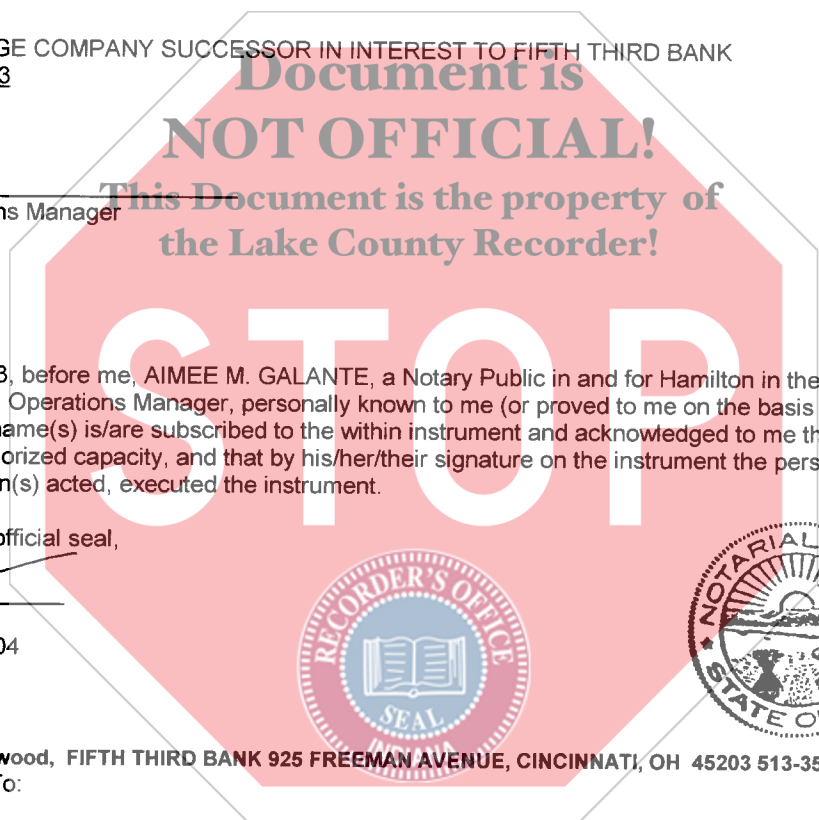 GE COMPANY SUCCESSOR IN INTEREST TO FIFTH THIRD BANK
3
Document is
NOT OFFICIAL!
This Document is the property of
the Lake County Recorder!
ns Manager
STOP
3, before me, AIMEE M. GALANTE, a Notary Public in and for Hamilton in the
Operations Manager, personally known to me (or proved to me on the basis
name(s) is/are subscribed to the within instrument and acknowledged to me th
orized capacity, and that by his/her/their signature on the instrument the pers
n(s) acted, executed the instrument.
official seal,
NOTARIAL
STATE O
RECORDER'S OFFICE
SEAL
INDIANA
04
wood, FIFTH THIRD BANK 925 FREEMAN AVENUE, CINCINNATI, OH 45203 513-35
o: